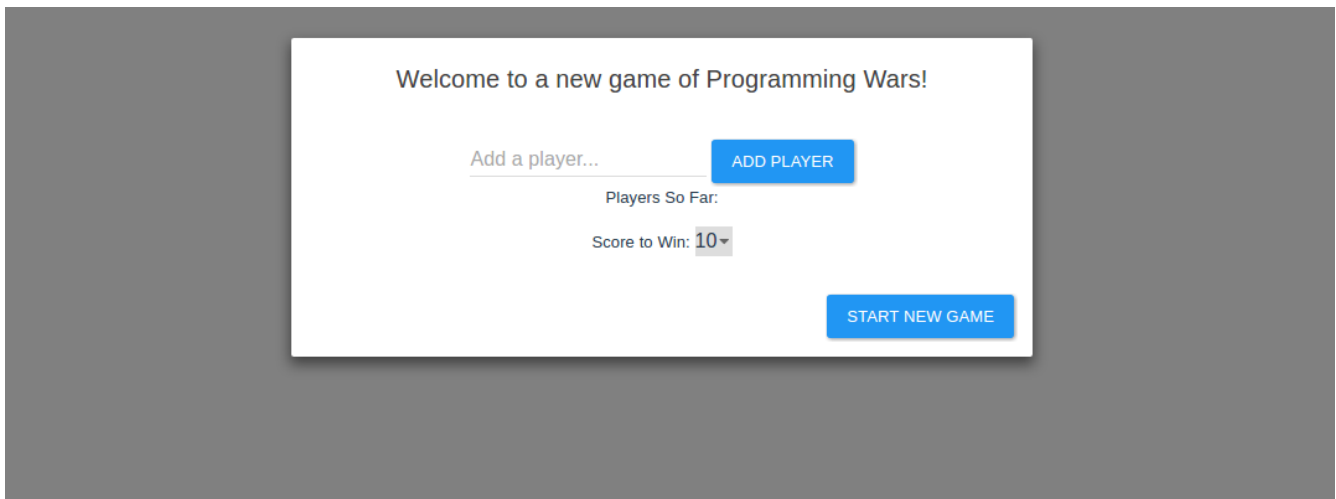 Welcome to a new game of Programming Wars!
Add a player... ADD PLAYER
Players So Far:
Score to Win: 10
START NEW GAME